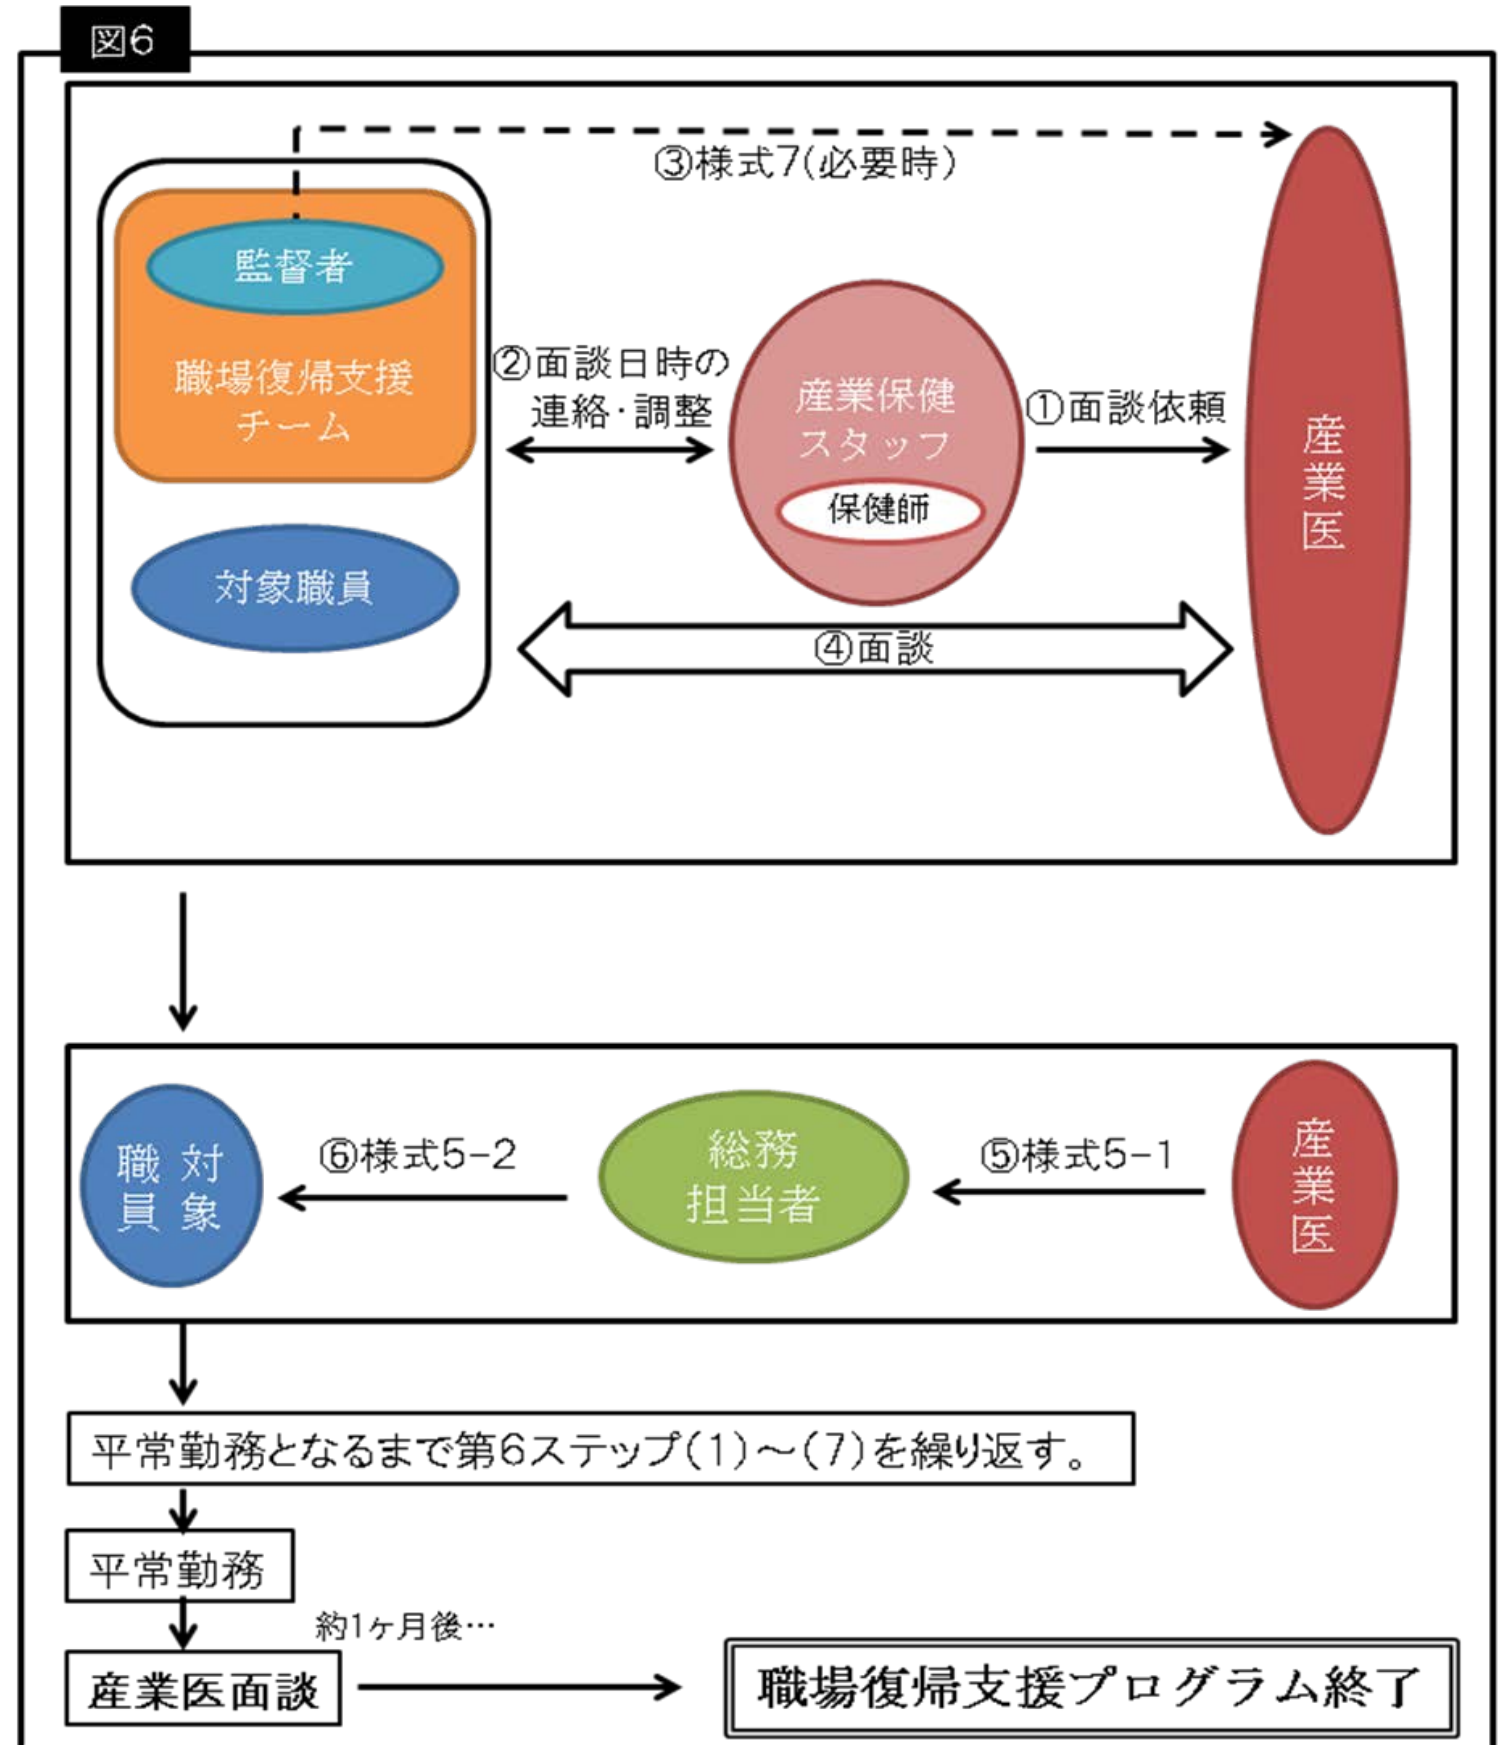 図6
③様式7(必要時)
監督者
職場復帰支援
チーム
②面談日時の
連絡・調整
産業保健
スタッフ
保健師
①面談依頼
産業医
対象職員
④面談
対象
職員
⑥様式5-2
総務
担当者
⑤様式5-1
産業医
平常勤務となるまで第6ステップ(1)～(7)を繰り返す。
平常勤務
約1ヶ月後…
産業医面談
職場復帰支援プログラム終了